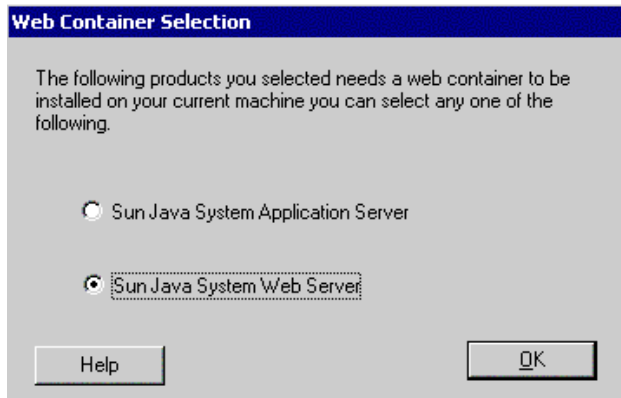 Web Container Selection
The following products you selected needs a web container to be
installed on your current machine you can select any one of the
following.
Sun Java System Application Server
Sun Java System Web Server
Help
OK